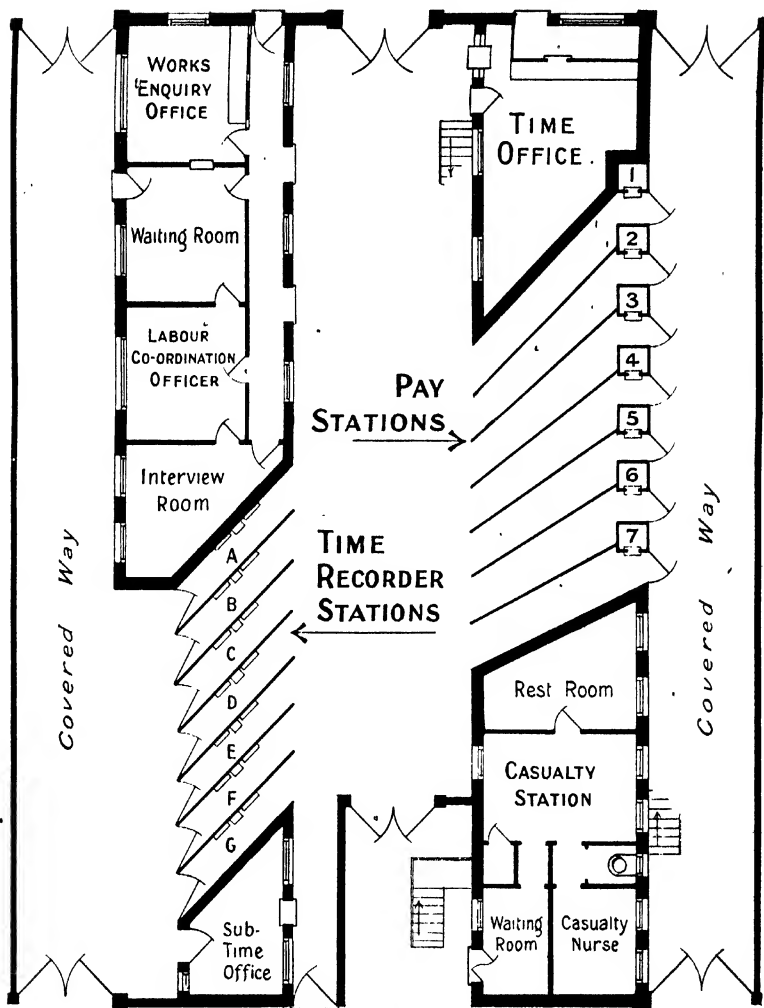 WORKS
ENQUIRY
OFFICE
TIME
OFFICE.
Waiting Room
LABOUR
CO-ORDINATION
OFFICER
Interview
Room
PAY
STATIONS
1
2
3
4
5
6
7
TIME
RECORDER
STATIONS
A
B
C
D
E
F
G
Covered Way
Covered Way
Rest Room
CASUALTY
STATION
Sub-
Time
Office
Waiting
Room
Casualty
Nurse